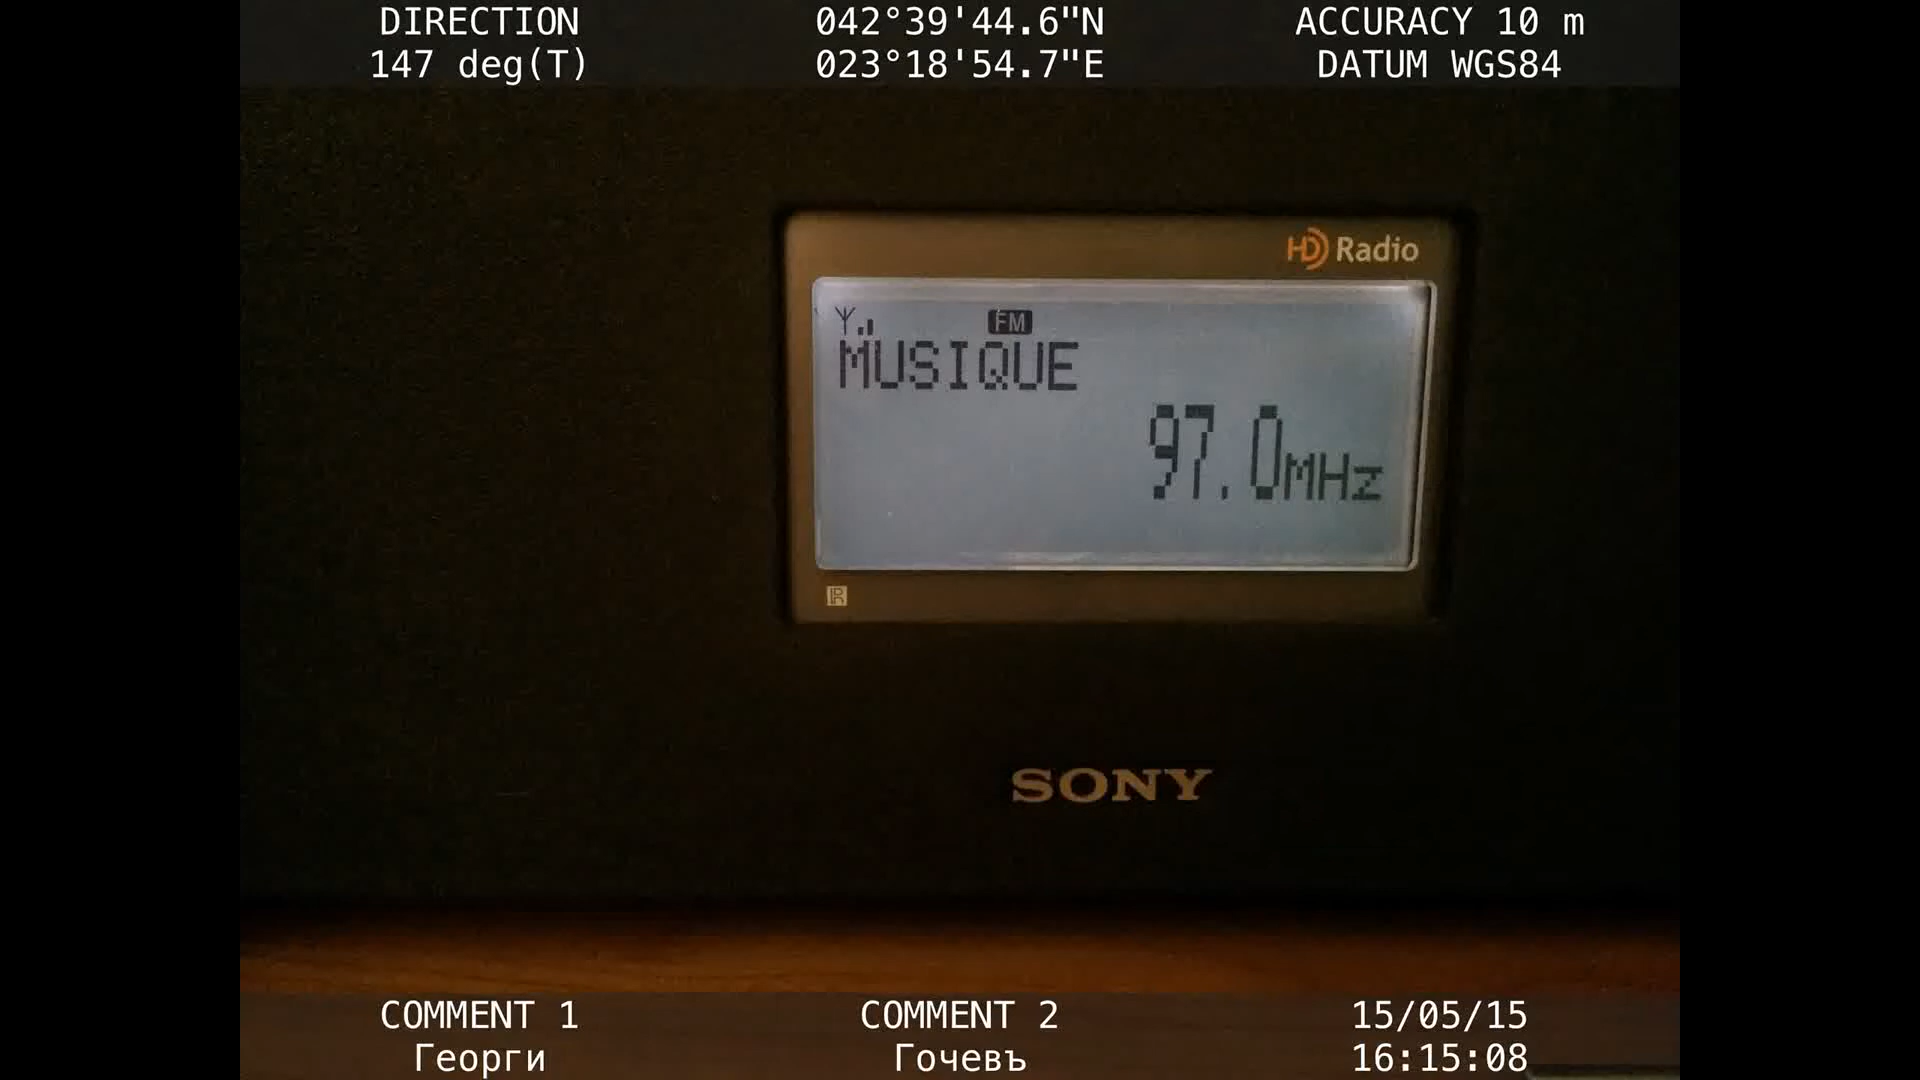 DIRECTION
147 deg(T)
042°39'44.6"N
023°18'54.7"E
ACCURACY 10 m
DATUM WGS84
HD Radio
FM
MUSIQUE
97.0MHz
R
SONY
COMMENT 1
Георги
COMMENT 2
Гочевъ
15/05/15
16:15:08